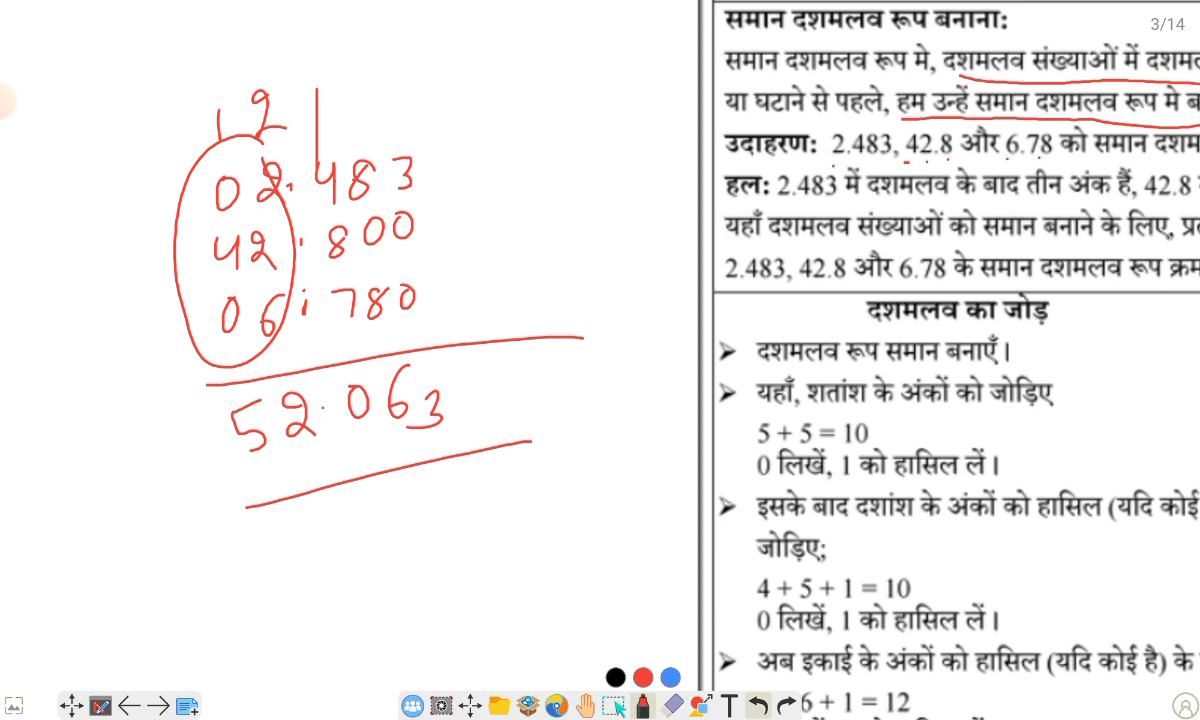 1 2 1
02.483
42.800
06.780
52.063
3/14
समान दशमलव रूप बनाना:
समान दशमलव रूप मे, दशमलव संख्याओं में
या घटाने से पहले, हम उन्हें समान दशमलव रूप मे
उदाहरण: 2.483, 42.8 और 6.78 को समान
हल: 2.483 में दशमलव के बाद तीन अंक हैं, 42.8
यहाँ दशमलव संख्याओं को समान बनाने के लिए,
2.483, 42.8 और 6.78 के समान दशमलव रूप
दशमलव का जोड़
➢ दशमलव रूप समान बनाएँ।
➢ यहाँ, शतांश के अंकों को जोड़िए
5 + 5 = 10
0 लिखें, 1 को हासिल लें।
➢ इसके बाद दशांश के अंकों को हासिल (यदि कोई
जोड़िए;
4 + 5 + 1 = 10
0 लिखें, 1 को हासिल लें।
➢ अब इकाई के अंकों को हासिल (यदि कोई है) के
6 + 1 = 12
T